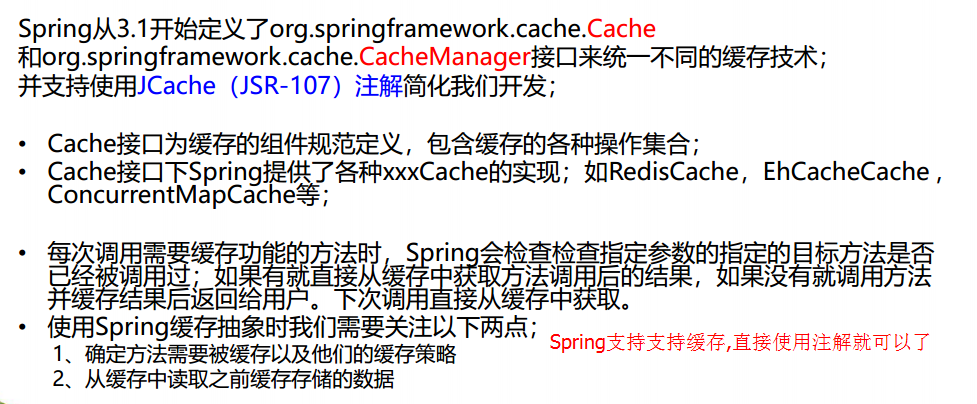 Spring从3.1开始定义了org.springframework.cache.Cache
和org.springframework.cache.CacheManager接口来统一不同的缓存技术；
并支持使用JCache（JSR-107）注解简化我们开发；
• Cache接口为缓存的组件规范定义，包含缓存的各种操作集合；
• Cache接口下Spring提供了各种xxxCache的实现；如RedisCache，EhCacheCache ,
ConcurrentMapCache等；
• 每次调用需要缓存功能的方法时，Spring会检查检查指定参数的指定的目标方法是否
已经被调用过；如果有就直接从缓存中获取方法调用后的结果，如果没有就调用方法
并缓存结果后返回给用户。下次调用直接从缓存中获取。
• 使用Spring缓存抽象时我们需要关注以下两点；
Spring支持支持缓存,直接使用注解就可以了
1、确定方法需要被缓存以及他们的缓存策略
2、从缓存中读取之前缓存存储的数据